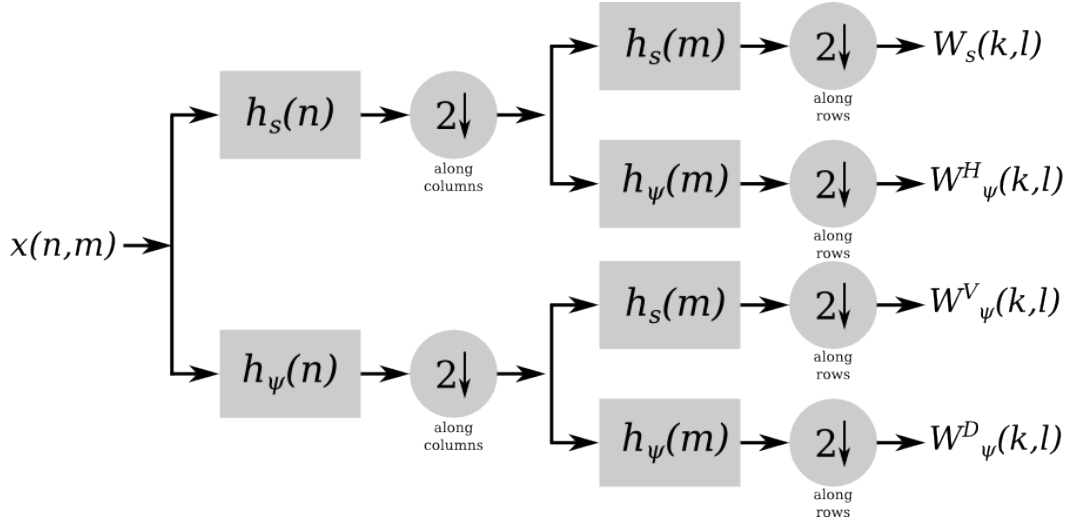 x(n,m)
h_s(n)
2↓
along
columns
h_s(m)
2↓
along
rows
W_s(k,l)
h_ψ(m)
2↓
along
rows
W^H_ψ(k,l)
h_ψ(n)
2↓
along
columns
h_s(m)
2↓
along
rows
W^V_ψ(k,l)
h_ψ(m)
2↓
along
rows
W^D_ψ(k,l)